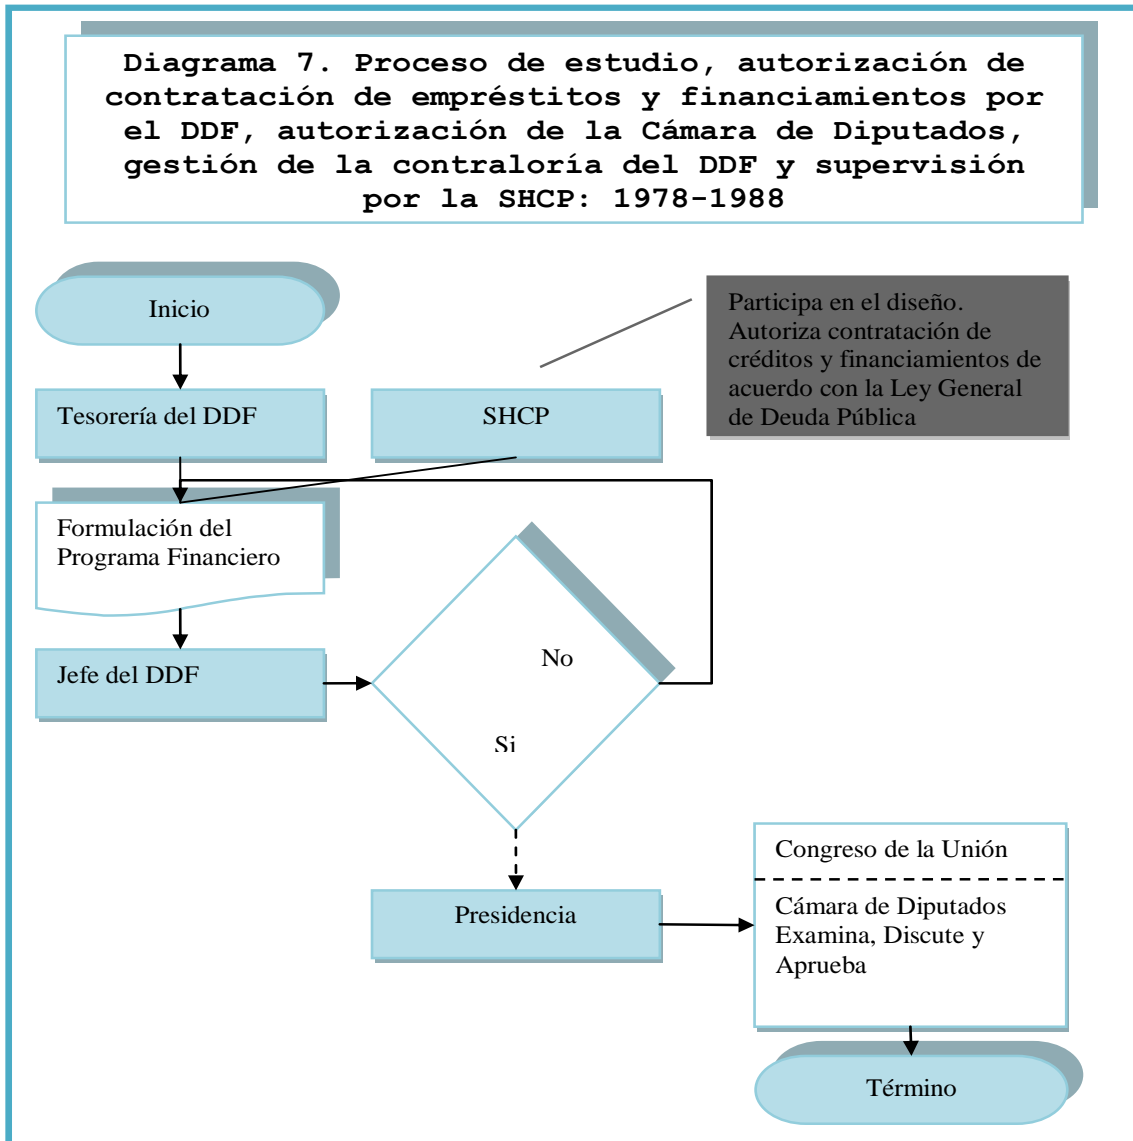 Diagrama 7. Proceso de estudio, autorización de
contratación de empréstitos y financiamientos por
el DDF, autorización de la Cámara de Diputados,
gestión de la contraloría del DDF y supervisión
por la SHCP: 1978-1988
Inicio
Participa en el diseño.
Autoriza contratación de
créditos y financiamientos de
acuerdo con la Ley General
de Deuda Pública
Tesorería del DDF
SHCP
Formulación del
Programa Financiero
Jefe del DDF
No
Si
Presidencia
Congreso de la Unión
Cámara de Diputados
Examina, Discute y
Aprueba
Término